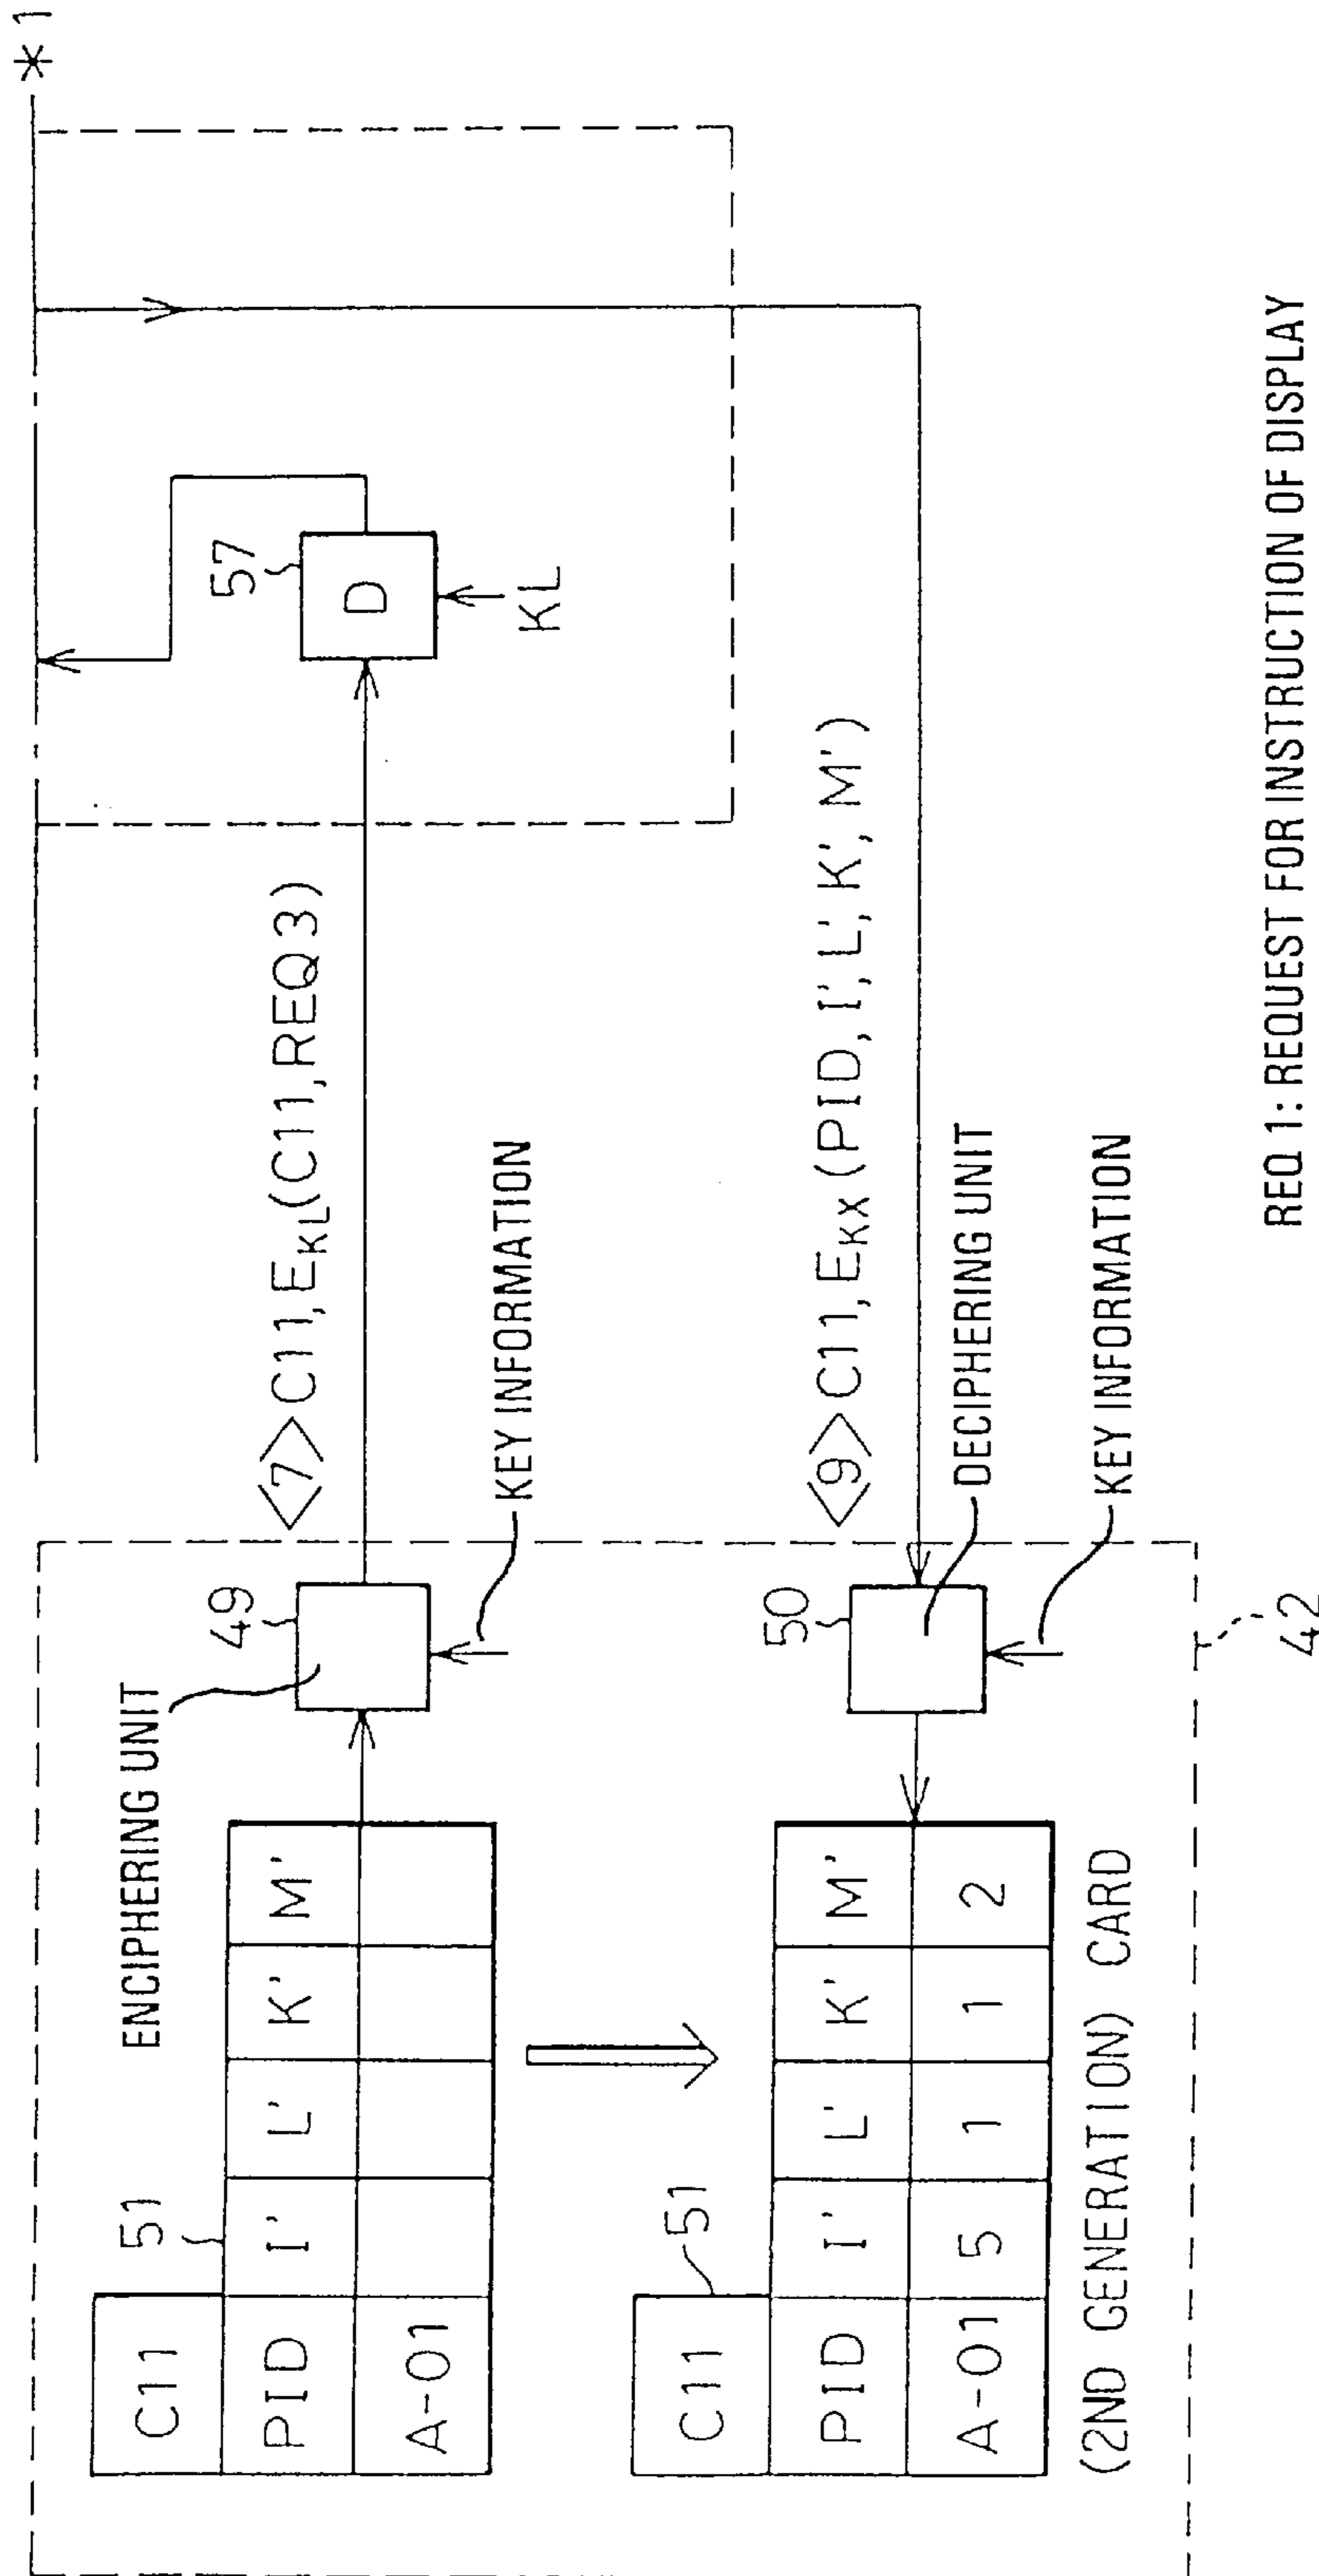 *1
57
D
KL
<7>C11,EKL(C11,REQ3)
KEY INFORMATION
ENCIPHERING UNIT
49
51
C11
PID I' L' K' M'
A-01
<9>C11,EKX(PID,I',L',K',M')
DECIPHERING UNIT
KEY INFORMATION
50
51
C11
PID I' L' K' M'
A-01 5 1 1 2
(2ND GENERATION) CARD
42
REQ 1: REQUEST FOR INSTRUCTION OF DISPLAY